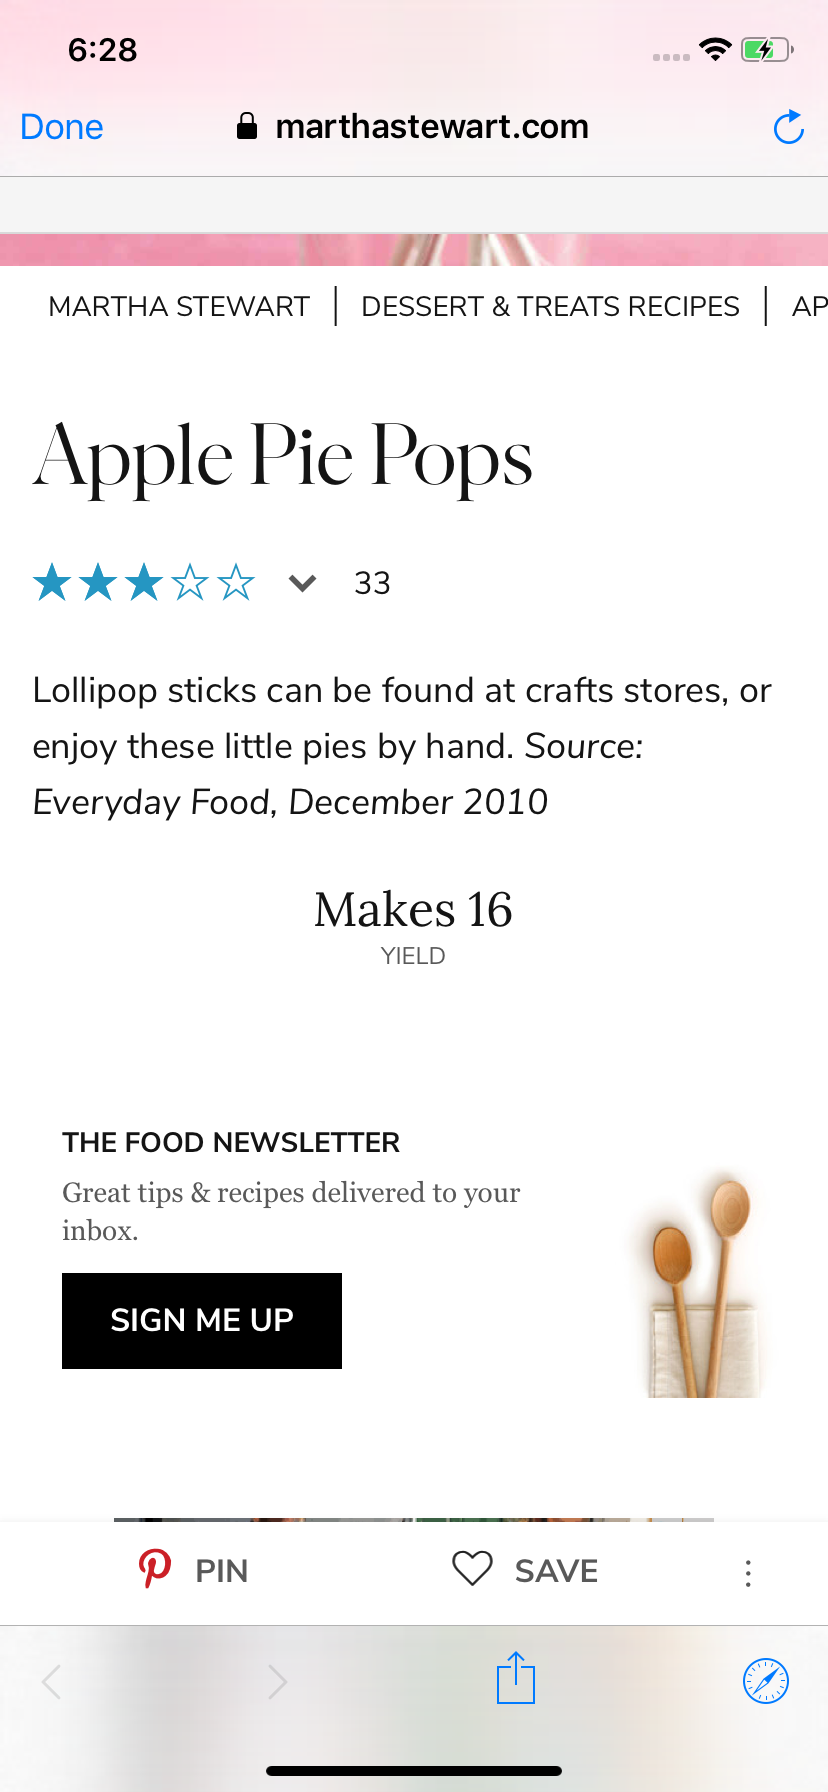 6:28
Done
marthastewart.com
MARTHA STEWART | DESSERT & TREATS RECIPES | AP
Apple Pie Pops
33
Lollipop sticks can be found at crafts stores, or
enjoy these little pies by hand. Source:
Everyday Food, December 2010
Makes 16
YIELD
THE FOOD NEWSLETTER
Great tips & recipes delivered to your
inbox.
SIGN ME UP
PIN
SAVE